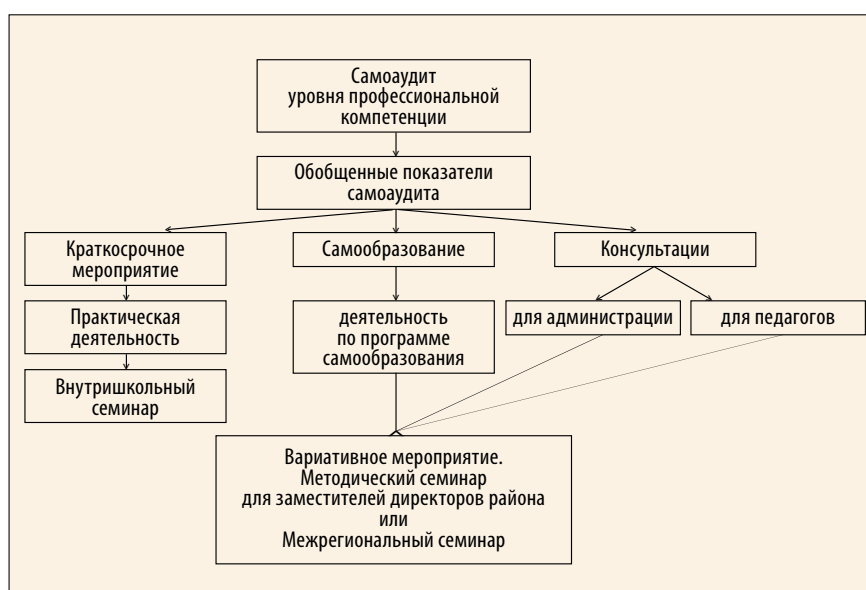 Самоаудит
уровня профессиональной
компетенции
Обобщенные показатели
самоаудита
Краткосрочное
мероприятие
Самообразование
Консультации
Практическая
деятельность
деятельность
по программе
самообразования
для администрации
для педагогов
Внутришкольный
семинар
Вариативное мероприятие.
Методический семинар
для заместителей директоров района
или
Межрегиональный семинар